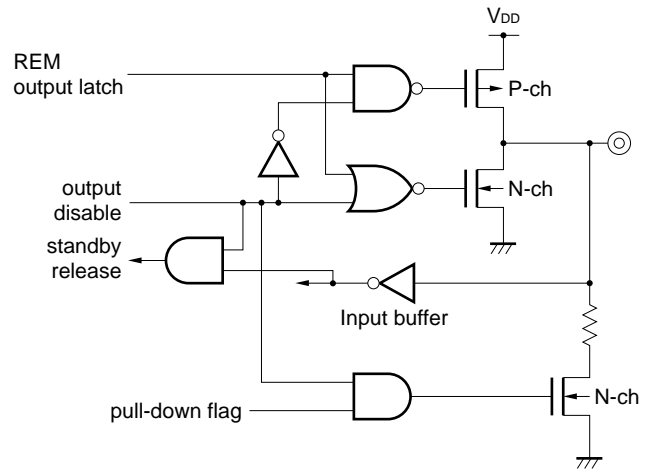 VDD
REM
output latch
P-ch
output
disable
N-ch
standby
release
Input buffer
pull-down flag
N-ch